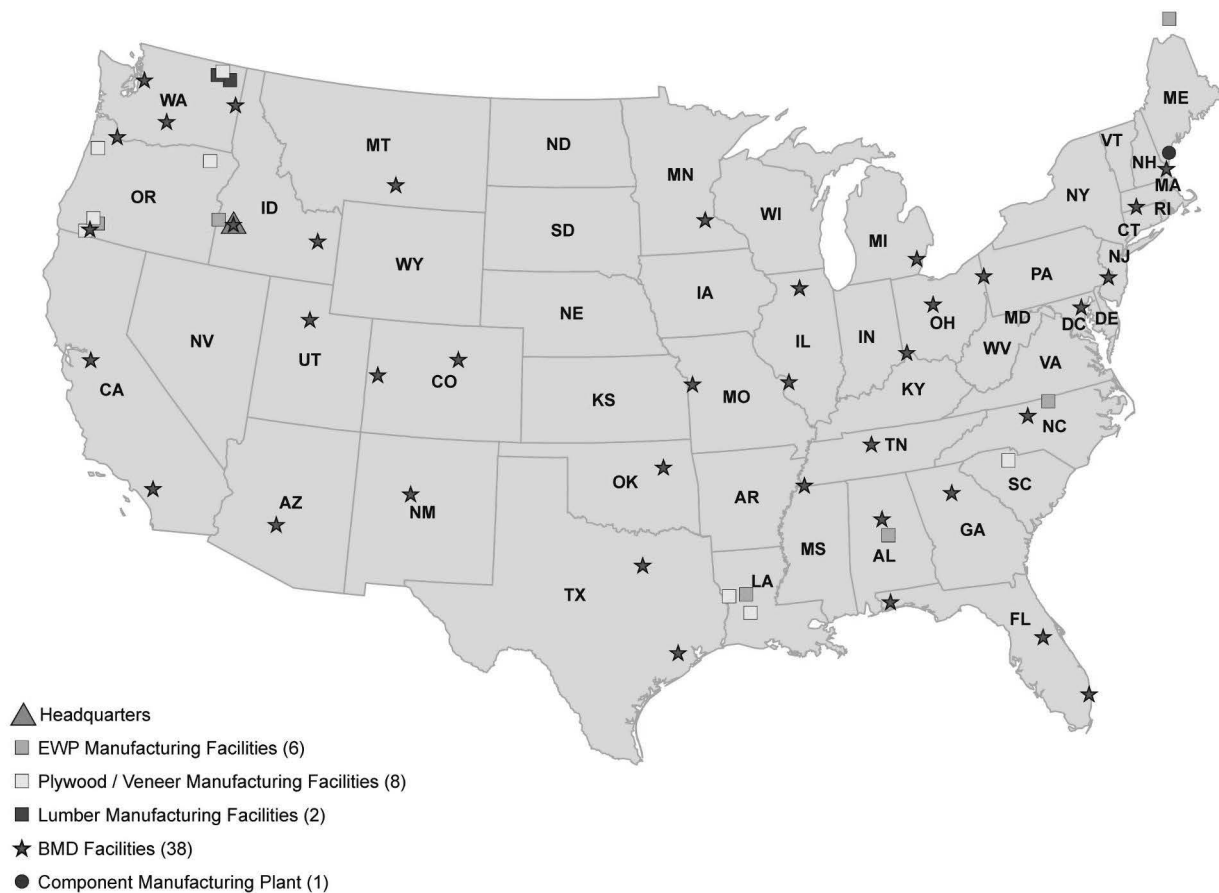 ME
WA
VT
MT
ND
NH
MN
MA
OR
ID
NY
WI
RI
SD
CT
MI
WY
NJ
PA
IA
NE
OH
MD
DE
NV
DC
IL
IN
WV
UT
CO
VA
CA
KY
KS
MO
NC
TN
OK
SC
AZ
NM
AR
GA
MS
AL
LA
TX
FL
Headquarters
EWP Manufacturing Facilities (6)
Plywood / Veneer Manufacturing Facilities (8)
Lumber Manufacturing Facilities (2)
BMD Facilities (38)
Component Manufacturing Plant (1)